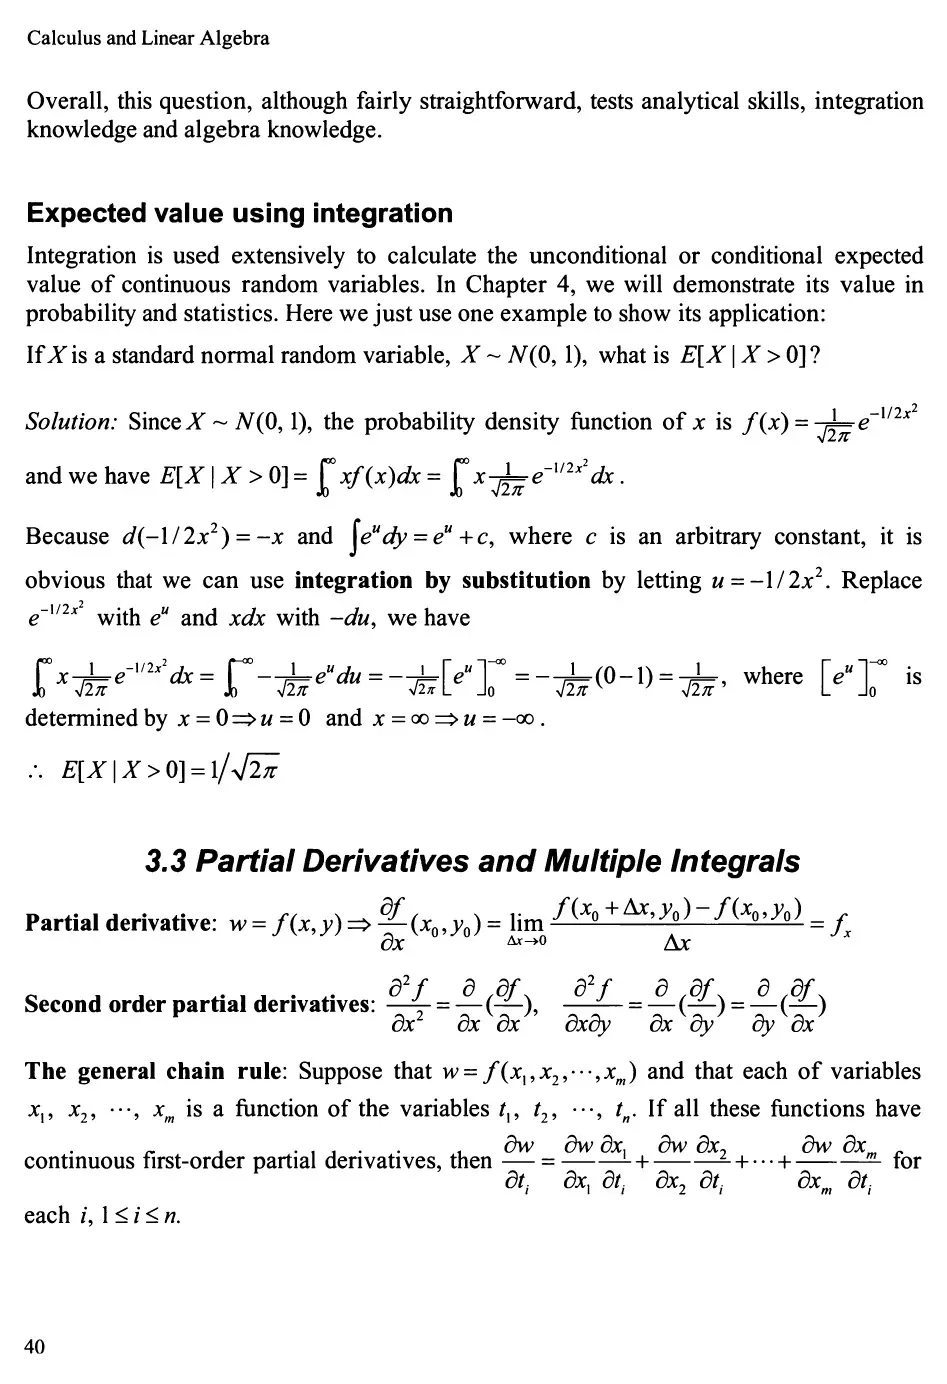 Calculus and Linear Algebra
Overall, this question, although fairly straightforward, tests analytical skills, integration
knowledge and algebra knowledge.
Expected value using integration
Integration is used extensively to calculate the unconditional or conditional expected
value of continuous random variables. In Chapter 4, we will demonstrate its value in
probability and statistics. Here we just use one example to show its application:
If X is a standard normal random variable, X ~ N(0, 1), what is E[X | X > 0]?
Solution: Since X ~ N(0, 1), the probability density function of x is f(x) = 1/√2π e^{-1/2x²}
and we have E[X | X > 0] = ∫_0^∞ xf(x)dx = ∫_0^∞ x 1/√2π e^{-1/2x²} dx.
Because d(-1/2x²) = -x and ∫e^u dy = e^u + c, where c is an arbitrary constant, it is
obvious that we can use integration by substitution by letting u = -1/2x². Replace
e^{-1/2x²} with e^u and xdx with -du, we have
∫_0^∞ x 1/√2π e^{-1/2x²} dx = ∫_0^{-∞} -1/√2π e^u du = -1/√2π [e^u]_0^{-∞} = -1/√2π (0-1) = 1/√2π, where [e^u]_0^{-∞} is
determined by x = 0 ⇒ u = 0 and x = ∞ ⇒ u = -∞.
∴ E[X | X > 0] = 1/√2π
3.3 Partial Derivatives and Multiple Integrals
Partial derivative: w = f(x, y) ⇒ ∂f/∂x (x₀, y₀) = lim_{Δx→0} (f(x₀ + Δx, y₀) - f(x₀, y₀))/Δx = f_x
Second order partial derivatives: ∂²f/∂x² = ∂/∂x (∂f/∂x), ∂²f/∂x∂y = ∂/∂x (∂f/∂y) = ∂/∂y (∂f/∂x)
The general chain rule: Suppose that w = f(x₁, x₂, ···, x_m) and that each of variables
x₁, x₂, ···, x_m is a function of the variables t₁, t₂, ···, t_n. If all these functions have
continuous first-order partial derivatives, then ∂w/∂t_i = ∂w/∂x₁ ∂x₁/∂t_i + ∂w/∂x₂ ∂x₂/∂t_i + ··· + ∂w/∂x_m ∂x_m/∂t_i for
each i, 1 ≤ i ≤ n.
40